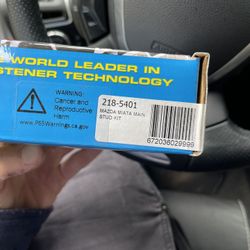 WORLD LEADER IN
STENER TECHNOLOGY
WARNING:
Cancer and
Reproductive
Harm
www.P65Warnings.ca.gov
218-5401
MAZDA MIATA MAIN
STUD KIT
672036029999